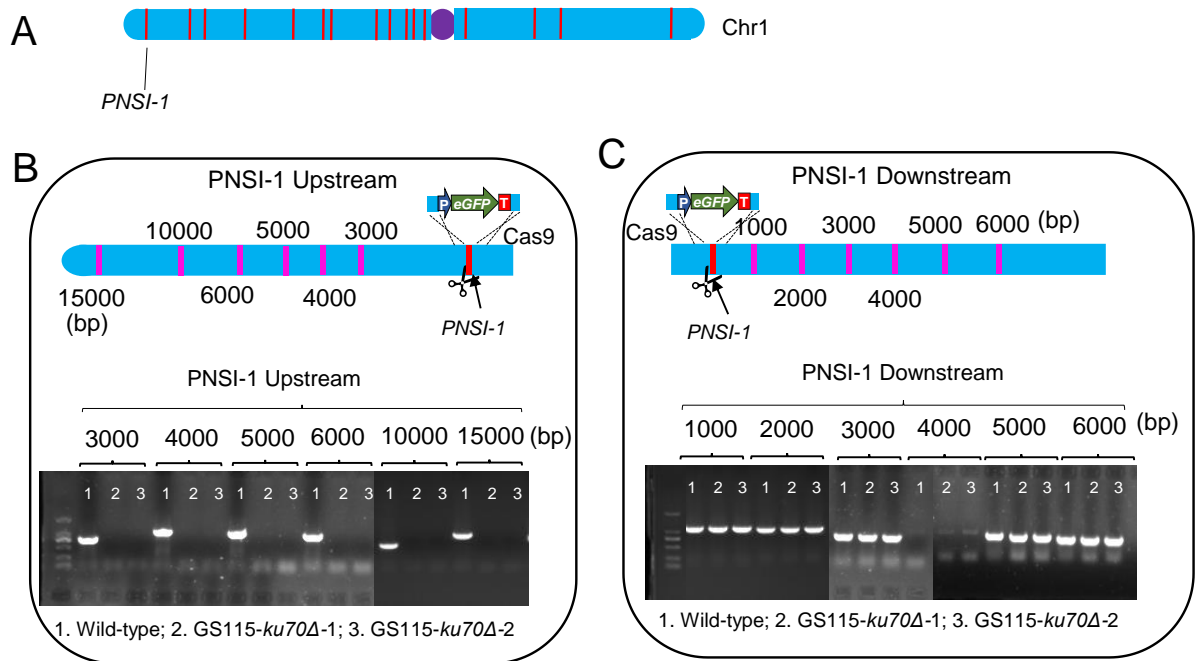 A
Chr1
PNSI-1
B
PNSI-1 Upstream
P eGFP T
Cas9
10000 5000 3000
15000 6000 4000
(bp)
PNSI-1
PNSI-1 Upstream
3000 4000 5000 6000 10000 15000 (bp)
1 2 3 1 2 3 1 2 3 1 2 3 1 2 3 1 2 3
1. Wild-type; 2. GS115-ku70Δ-1; 3. GS115-ku70Δ-2
C
PNSI-1 Downstream
P eGFP T
Cas9
1000 3000 5000 6000 (bp)
2000 4000
PNSI-1
PNSI-1 Downstream
1000 2000 3000 4000 5000 6000 (bp)
1 2 3 1 2 3 1 2 3 1 2 3 1 2 3 1 2 3
1. Wild-type; 2. GS115-ku70Δ-1; 3. GS115-ku70Δ-2